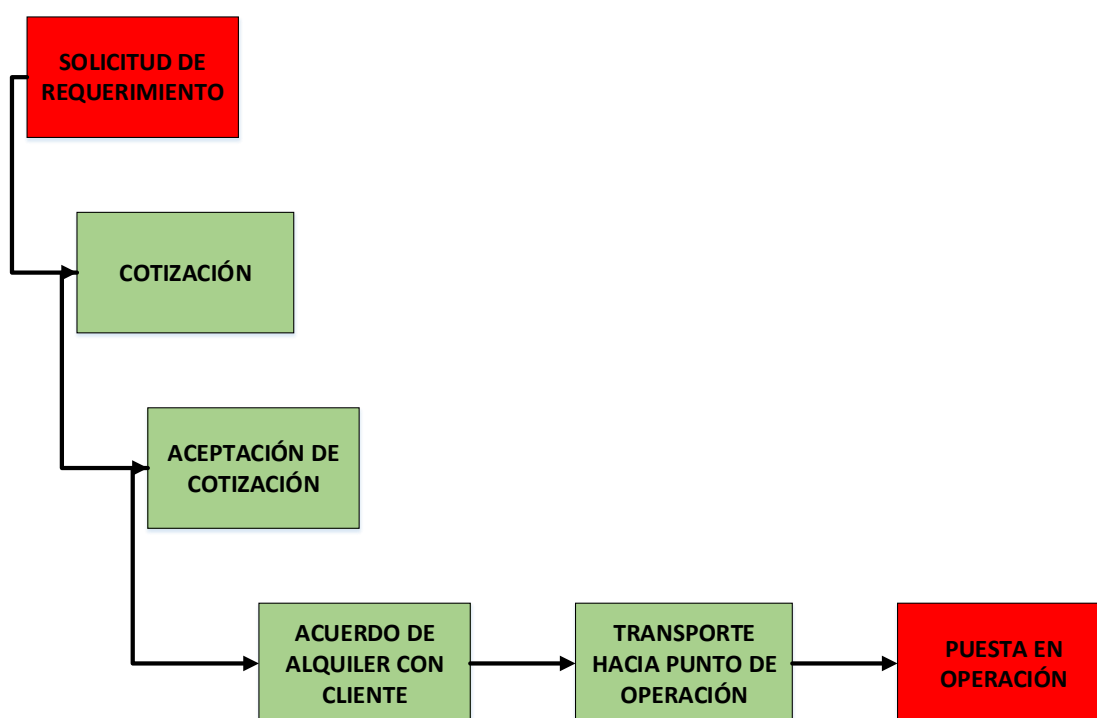 SOLICITUD DE
REQUERIMIENTO
COTIZACIÓN
ACEPTACIÓN DE
COTIZACIÓN
ACUERDO DE
ALQUILER CON
CLIENTE
TRANSPORTE
HACIA PUNTO DE
OPERACIÓN
PUESTA EN
OPERACIÓN